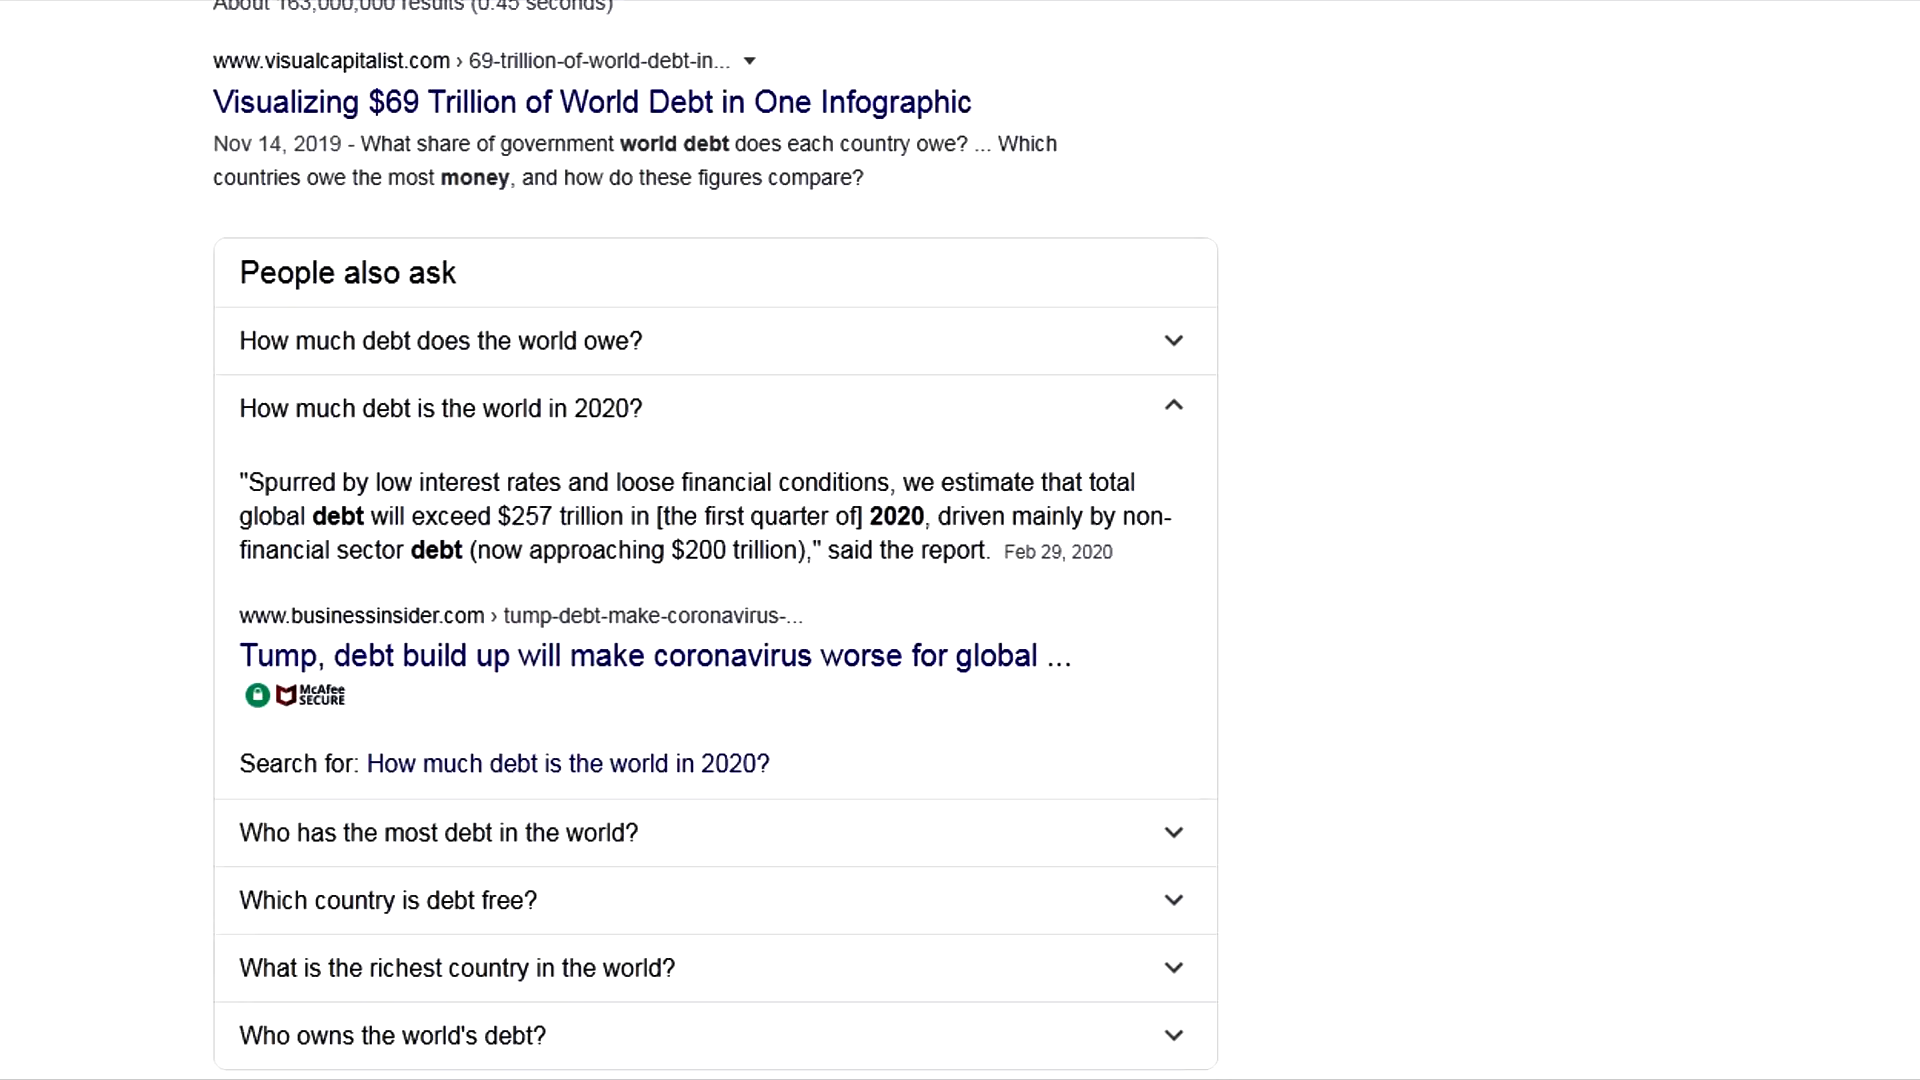 About 163,000,000 results (0.45 seconds)
www.visualcapitalist.com › 69-trillion-of-world-debt-in...
Visualizing $69 Trillion of World Debt in One Infographic
Nov 14, 2019 - What share of government world debt does each country owe? ... Which
countries owe the most money, and how do these figures compare?
People also ask
How much debt does the world owe?
How much debt is the world in 2020?
"Spurred by low interest rates and loose financial conditions, we estimate that total
global debt will exceed $257 trillion in [the first quarter of] 2020, driven mainly by non-
financial sector debt (now approaching $200 trillion)," said the report. Feb 29, 2020
www.businessinsider.com › tump-debt-make-coronavirus-...
Tump, debt build up will make coronavirus worse for global ...
McAfee
SECURE
Search for: How much debt is the world in 2020?
Who has the most debt in the world?
Which country is debt free?
What is the richest country in the world?
Who owns the world's debt?